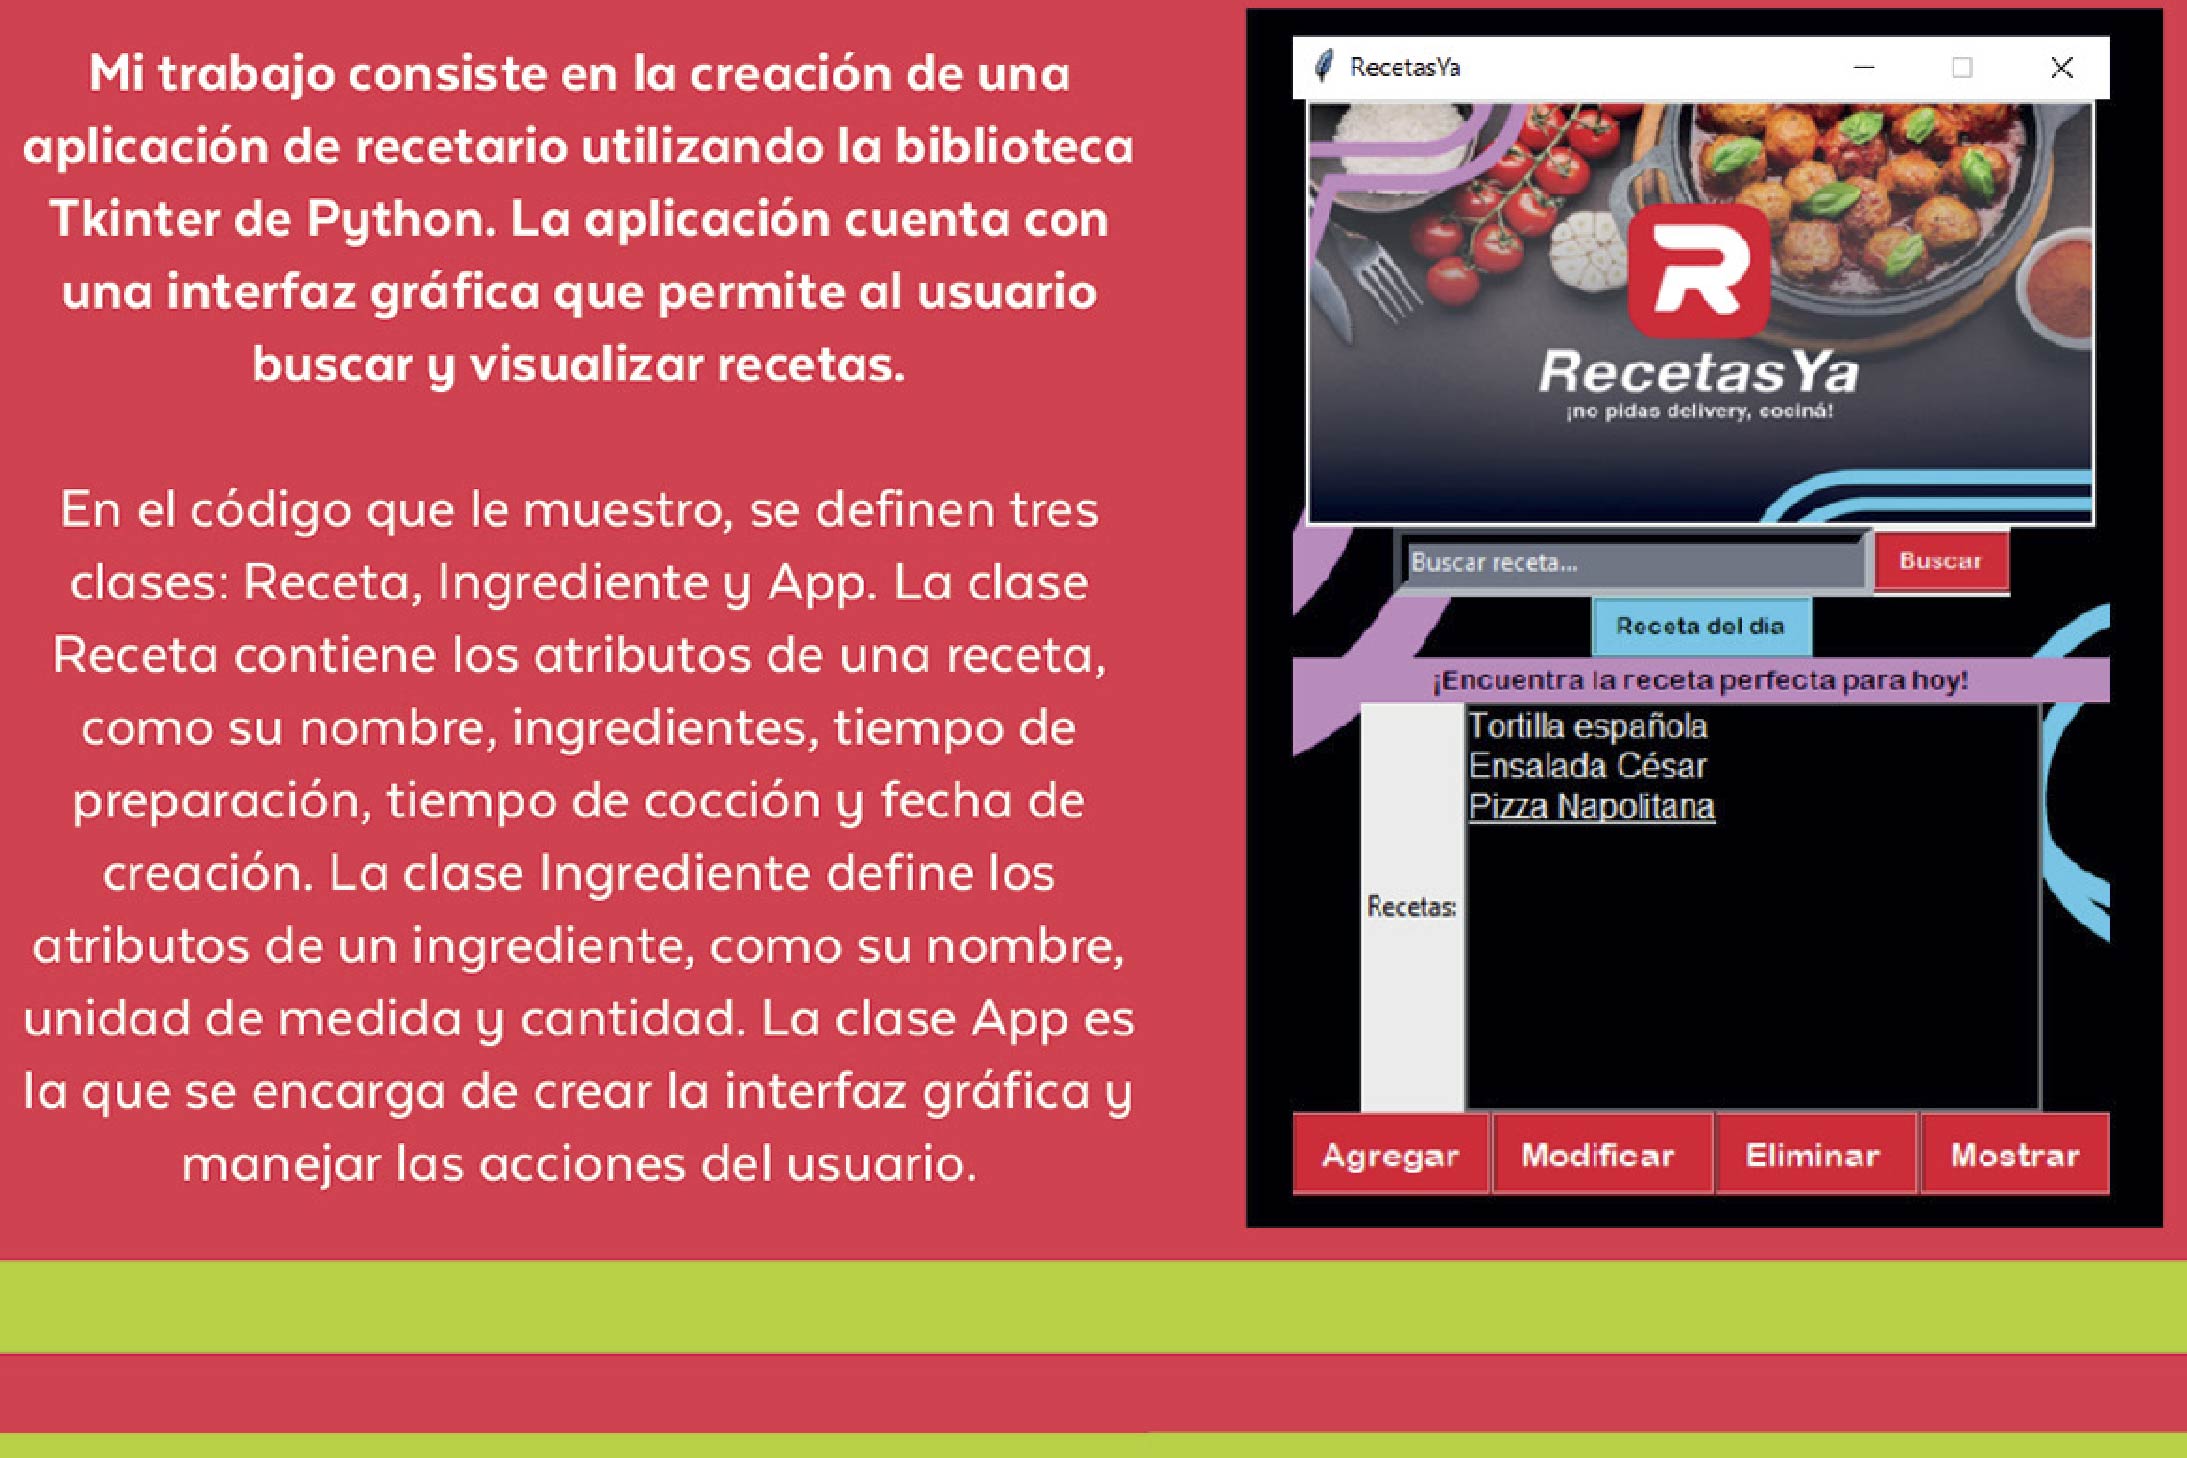 Mi trabajo consiste en la creación de una
aplicación de recetario utilizando la biblioteca
Tkinter de Python. La aplicación cuenta con
una interfaz gráfica que permite al usuario
buscar y visualizar recetas.
En el código que le muestro, se definen tres
clases: Receta, Ingrediente y App. La clase
Receta contiene los atributos de una receta,
como su nombre, ingredientes, tiempo de
preparación, tiempo de cocción y fecha de
creación. La clase Ingrediente define los
atributos de un ingrediente, como su nombre,
unidad de medida y cantidad. La clase App es
la que se encarga de crear la interfaz gráfica y
manejar las acciones del usuario.
RecetasYa
R
RecetasYa
¡no pidas delivery, cociná!
Buscar receta...
Buscar
Receta del dia
¡Encuentra la receta perfecta para hoy!
Tortilla española
Ensalada César
Pizza Napolitana
Recetas:
Agregar Modificar Eliminar Mostrar